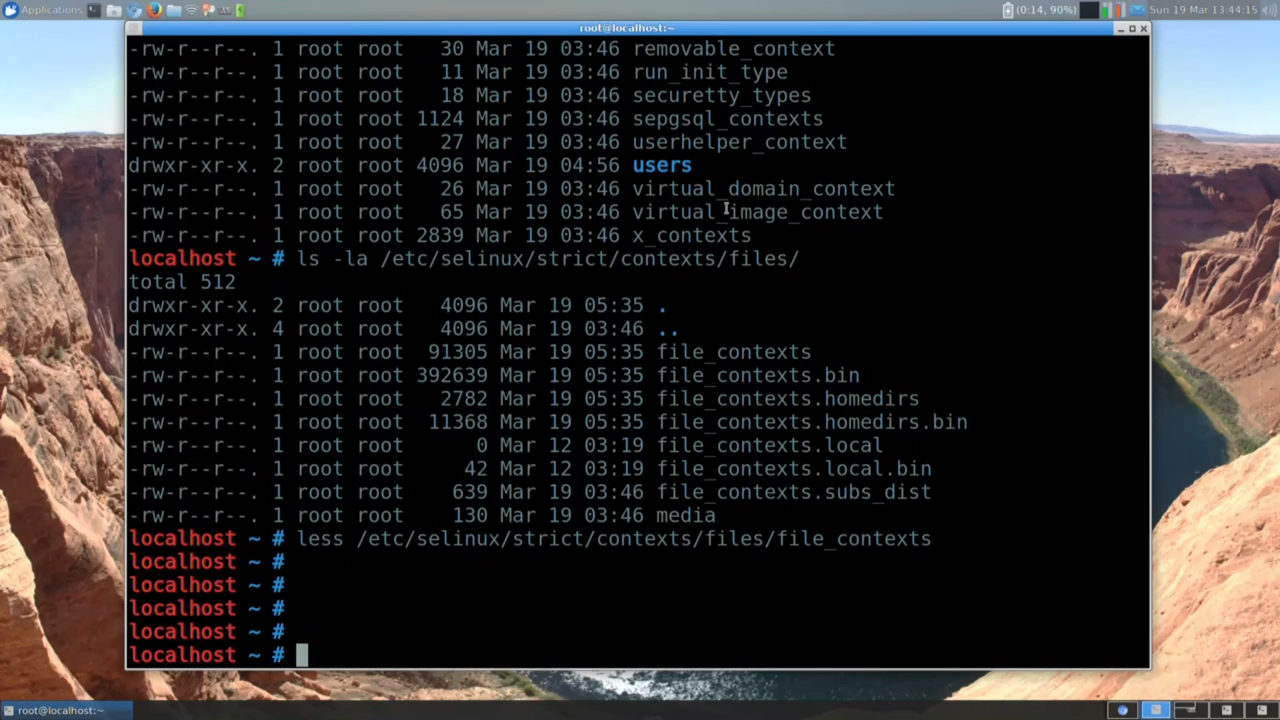 Applications
(0:14, 90%)
Sun 19 Mar 13:44:15
root@localhost:~
-rw-r--r--. 1 root root 30 Mar 19 03:46 removable_context
-rw-r--r--. 1 root root 11 Mar 19 03:46 run_init_type
-rw-r--r--. 1 root root 18 Mar 19 03:46 securetty_types
-rw-r--r--. 1 root root 1124 Mar 19 03:46 sepgsql_contexts
-rw-r--r--. 1 root root 27 Mar 19 03:46 userhelper_context
drwxr-xr-x. 2 root root 4096 Mar 19 04:56 users
-rw-r--r--. 1 root root 26 Mar 19 03:46 virtual_domain_context
-rw-r--r--. 1 root root 65 Mar 19 03:46 virtual_image_context
-rw-r--r--. 1 root root 2839 Mar 19 03:46 x_contexts
localhost ~ # ls -la /etc/selinux/strict/contexts/files/
total 512
drwxr-xr-x. 2 root root 4096 Mar 19 05:35 .
drwxr-xr-x. 4 root root 4096 Mar 19 03:46 ..
-rw-r--r--. 1 root root 91305 Mar 19 05:35 file_contexts
-rw-r--r--. 1 root root 392639 Mar 19 05:35 file_contexts.bin
-rw-r--r--. 1 root root 2782 Mar 19 05:35 file_contexts.homedirs
-rw-r--r--. 1 root root 11368 Mar 19 05:35 file_contexts.homedirs.bin
-rw-r--r--. 1 root root 0 Mar 12 03:19 file_contexts.local
-rw-r--r--. 1 root root 42 Mar 12 03:19 file_contexts.local.bin
-rw-r--r--. 1 root root 639 Mar 19 03:46 file_contexts.subs_dist
-rw-r--r--. 1 root root 130 Mar 19 03:46 media
localhost ~ # less /etc/selinux/strict/contexts/files/file_contexts
localhost ~ #
localhost ~ #
localhost ~ #
localhost ~ #
localhost ~ #
root@localhost:~